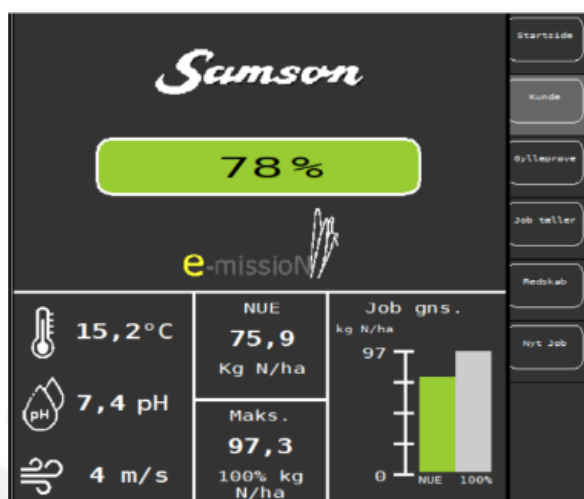 Samson
78%
e-missioN
15,2°C
7,4 pH
pH
4 m/s
NUE
75,9
Kg N/ha
Maks.
97,3
100% kg
N/ha
Job gns.
kg N/ha
97
0
NUE 100%
Startside
Kunde
Gylleprøve
Job tæller
Redskab
Nyt Job